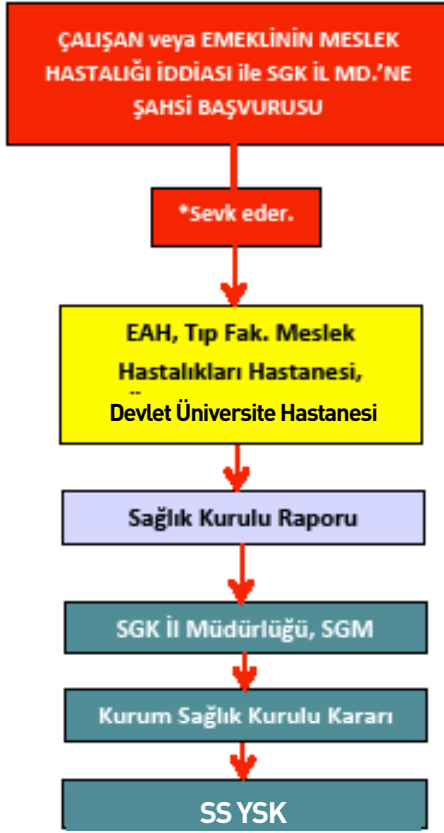 ÇALIŞAN veya EMEKLİNİN MESLEK
HASTALIĞI İDDİASI ile SGK İL MD.'NE
ŞAHSİ BAŞVURUSU
*Sevk eder.
EAH, Tıp Fak. Meslek
Hastalıkları Hastanesi,
Devlet Üniversite Hastanesi
Sağlık Kurulu Raporu
SGK İl Müdürlüğü, SGM
Kurum Sağlık Kurulu Kararı
SS YSK